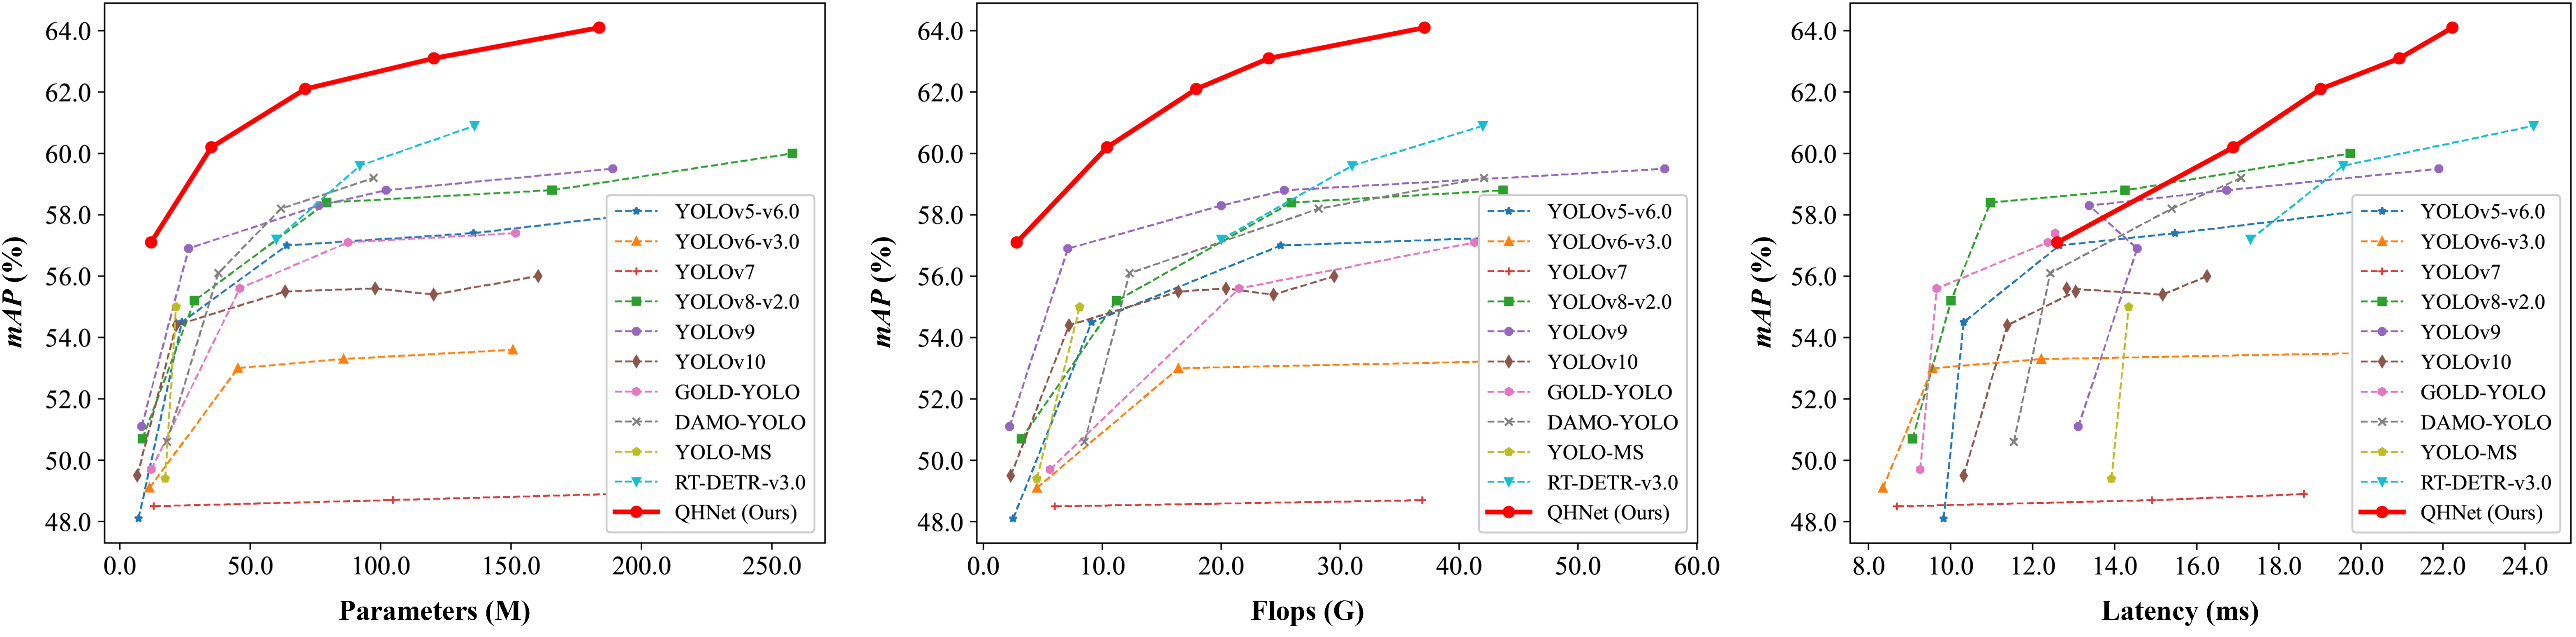 mAP (%)
64.0
62.0
60.0
58.0
56.0
54.0
52.0
50.0
48.0
0.0 50.0 100.0 150.0 200.0 250.0
Parameters (M)
YOLOv5-v6.0
YOLOv6-v3.0
YOLOv7
YOLOv8-v2.0
YOLOv9
YOLOv10
GOLD-YOLO
DAMO-YOLO
YOLO-MS
RT-DETR-v3.0
QHNet (Ours)
mAP (%)
64.0
62.0
60.0
58.0
56.0
54.0
52.0
50.0
48.0
0.0 10.0 20.0 30.0 40.0 50.0 60.0
Flops (G)
YOLOv5-v6.0
YOLOv6-v3.0
YOLOv7
YOLOv8-v2.0
YOLOv9
YOLOv10
GOLD-YOLO
DAMO-YOLO
YOLO-MS
RT-DETR-v3.0
QHNet (Ours)
mAP (%)
64.0
62.0
60.0
58.0
56.0
54.0
52.0
50.0
48.0
8.0 10.0 12.0 14.0 16.0 18.0 20.0 22.0 24.0
Latency (ms)
YOLOv5-v6.0
YOLOv6-v3.0
YOLOv7
YOLOv8-v2.0
YOLOv9
YOLOv10
GOLD-YOLO
DAMO-YOLO
YOLO-MS
RT-DETR-v3.0
QHNet (Ours)